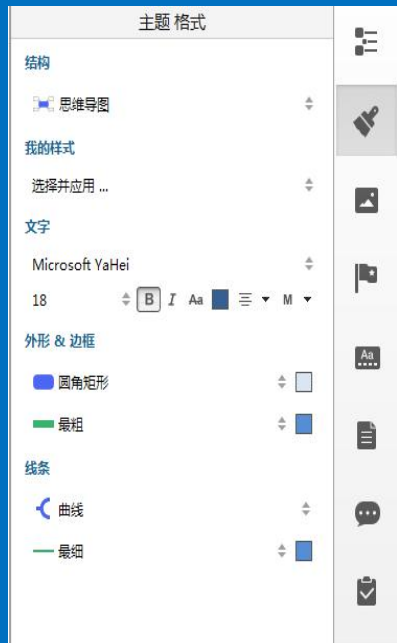 主题 格式
结构
思维导图
我的样式
选择并应用 ...
文字
Microsoft YaHei
18 B I Aa M
外形 & 边框
圆角矩形
最粗
Aa
线条
曲线
最细